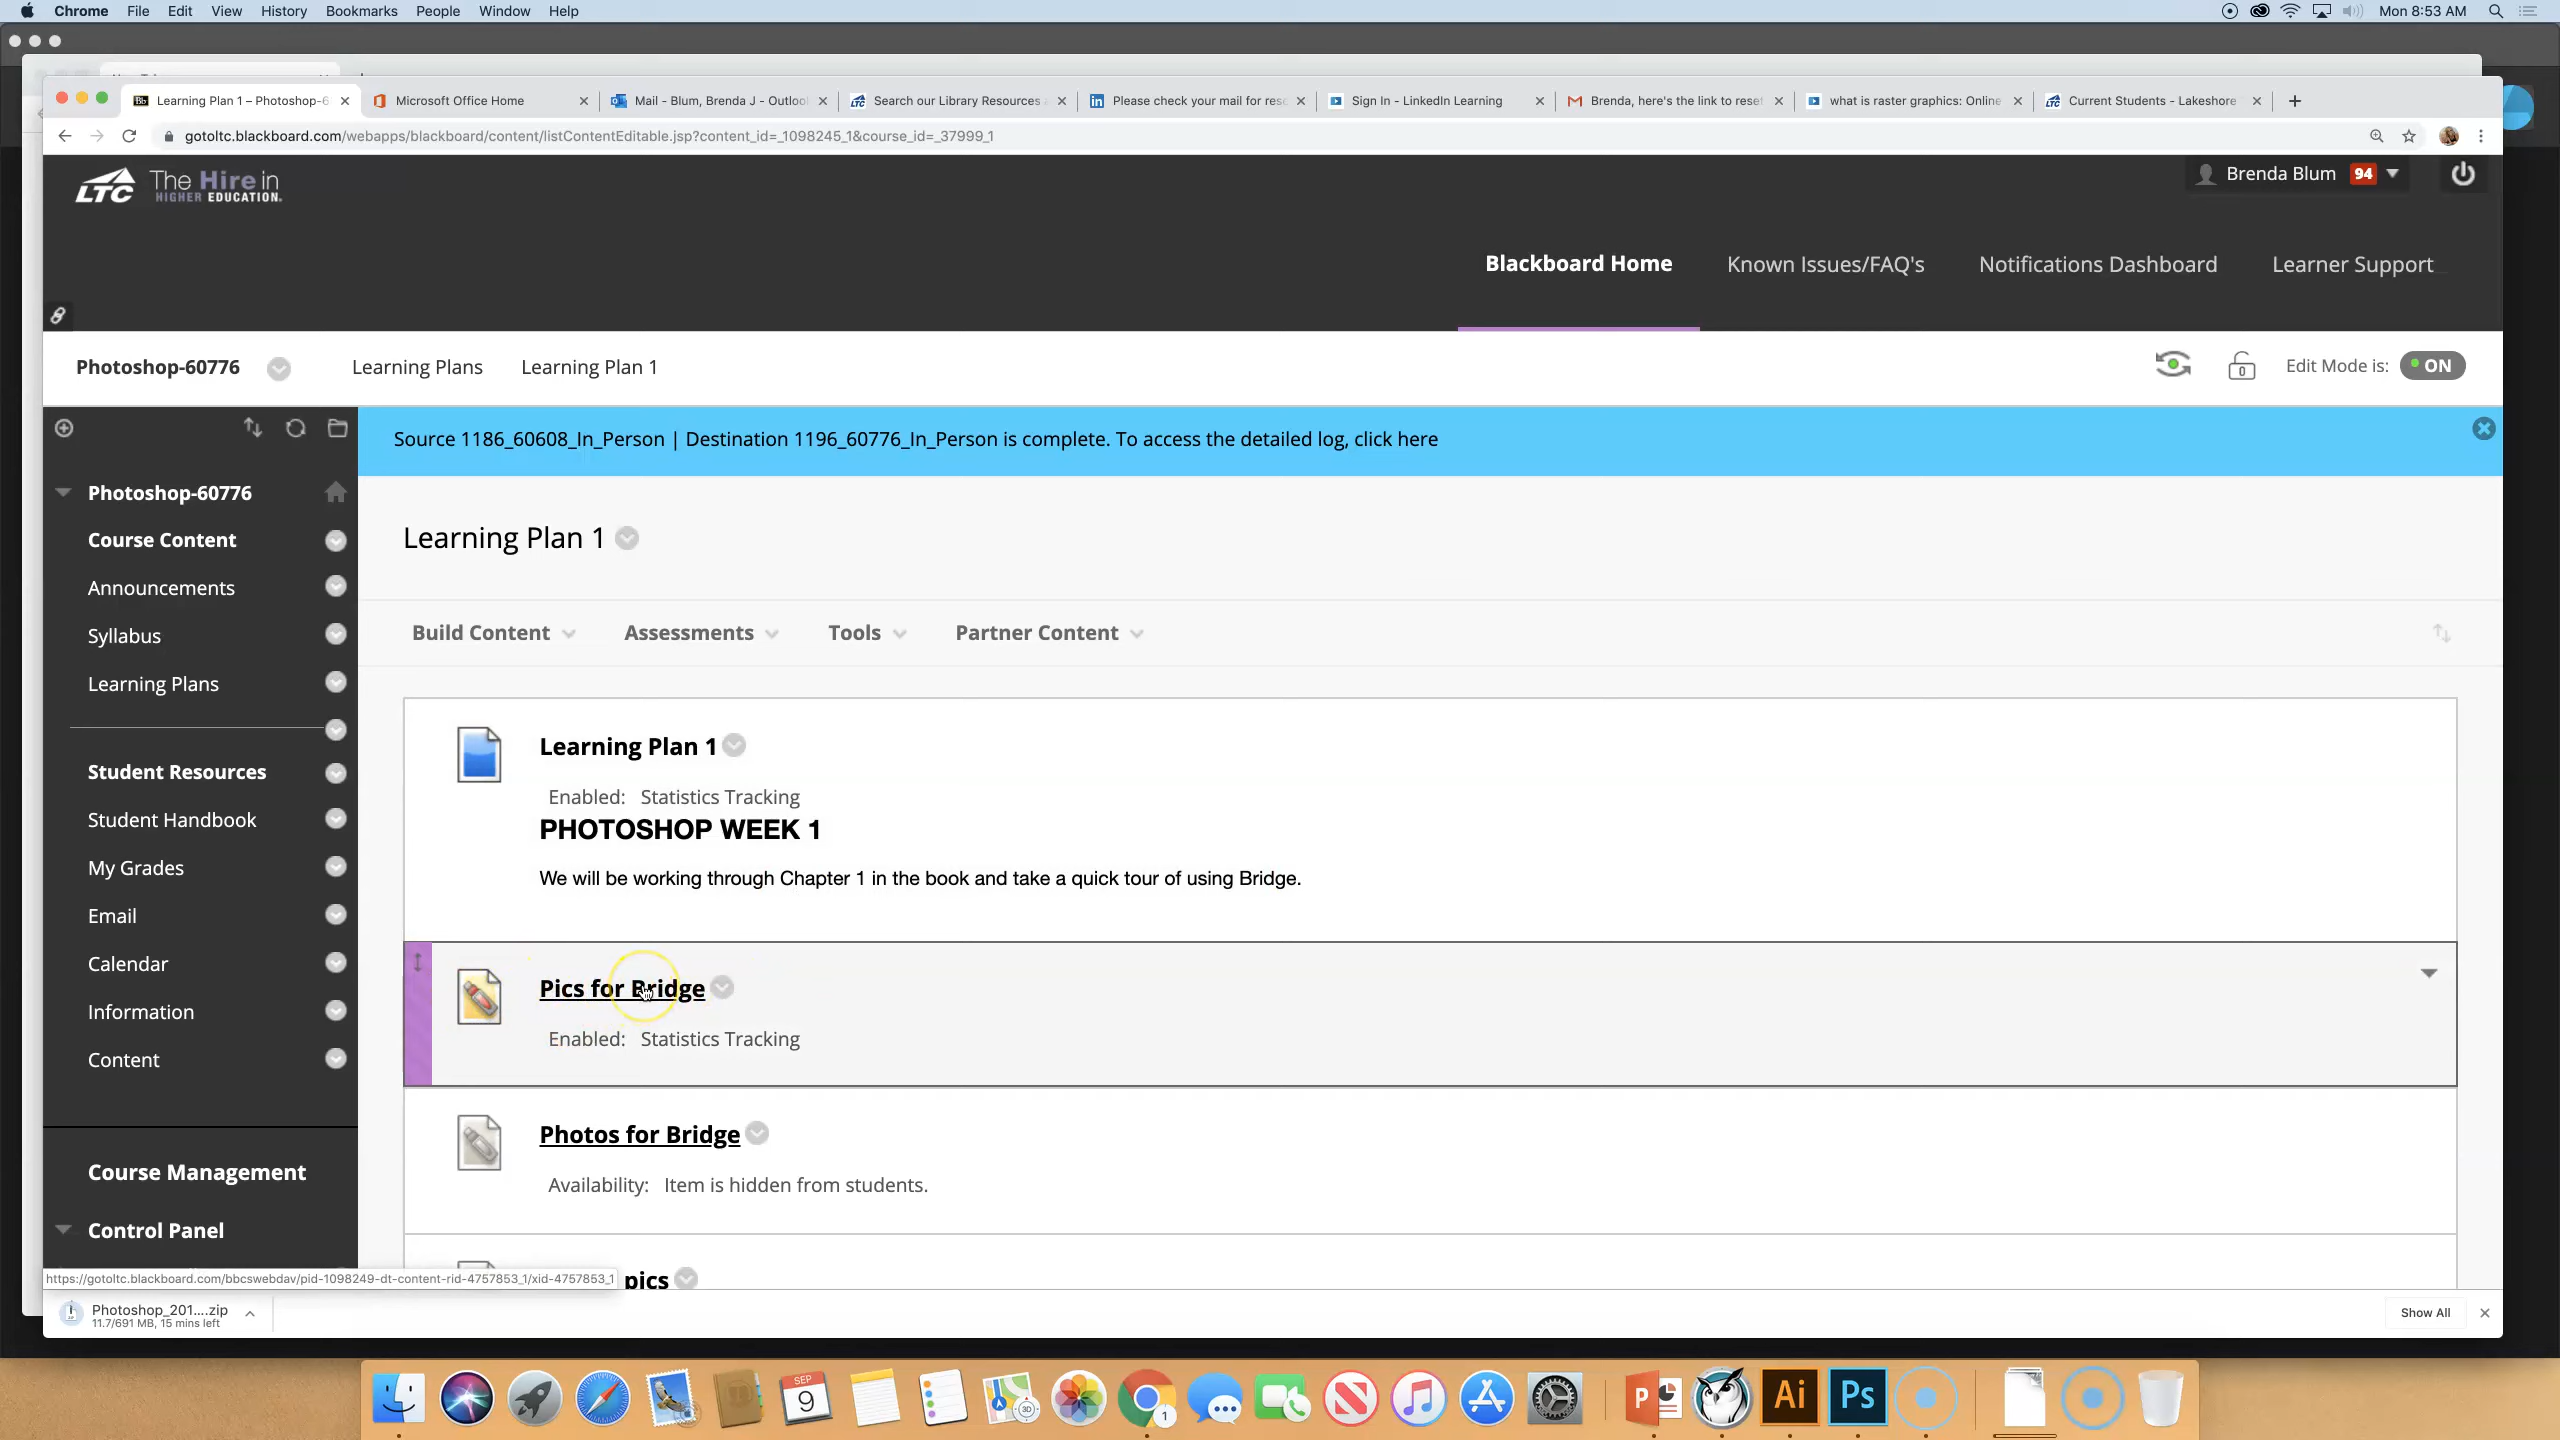 Chrome File Edit View History Bookmarks People Window Help
Mon 8:53 AM
Learning Plan 1 – Photoshop-6
Microsoft Office Home
Mail - Blum, Brenda J - Outlook
Search our Library Resources
Please check your mail for rese
Sign In - LinkedIn Learning
Brenda, here's the link to reset
what is raster graphics: Online
Current Students - Lakeshore
gotoltc.blackboard.com/webapps/blackboard/content/listContentEditable.jsp?content_id=_1098245_1&course_id=_37999_1
LTC The Hire in
HIGHER EDUCATION.
Brenda Blum 94
Blackboard Home
Known Issues/FAQ's
Notifications Dashboard
Learner Support
Photoshop-60776
Learning Plans
Learning Plan 1
0
Edit Mode is: ON
Source 1186_60608_In_Person | Destination 1196_60776_In_Person is complete. To access the detailed log, click here
Photoshop-60776
Course Content
Announcements
Syllabus
Learning Plans
Student Resources
Student Handbook
My Grades
Email
Calendar
Information
Content
Course Management
Control Panel
Learning Plan 1
Build Content
Assessments
Tools
Partner Content
Learning Plan 1
Enabled: Statistics Tracking
PHOTOSHOP WEEK 1
We will be working through Chapter 1 in the book and take a quick tour of using Bridge.
Pics for Bridge
Enabled: Statistics Tracking
Photos for Bridge
Availability: Item is hidden from students.
pics
https://gotoltc.blackboard.com/bbcswebdav/pid-1098249-dt-content-rid-4757853_1/xid-4757853_1
Photoshop_201....zip
11.7/691 MB, 15 mins left
Show All
SEP
9
3D
1
P
Ai
Ps